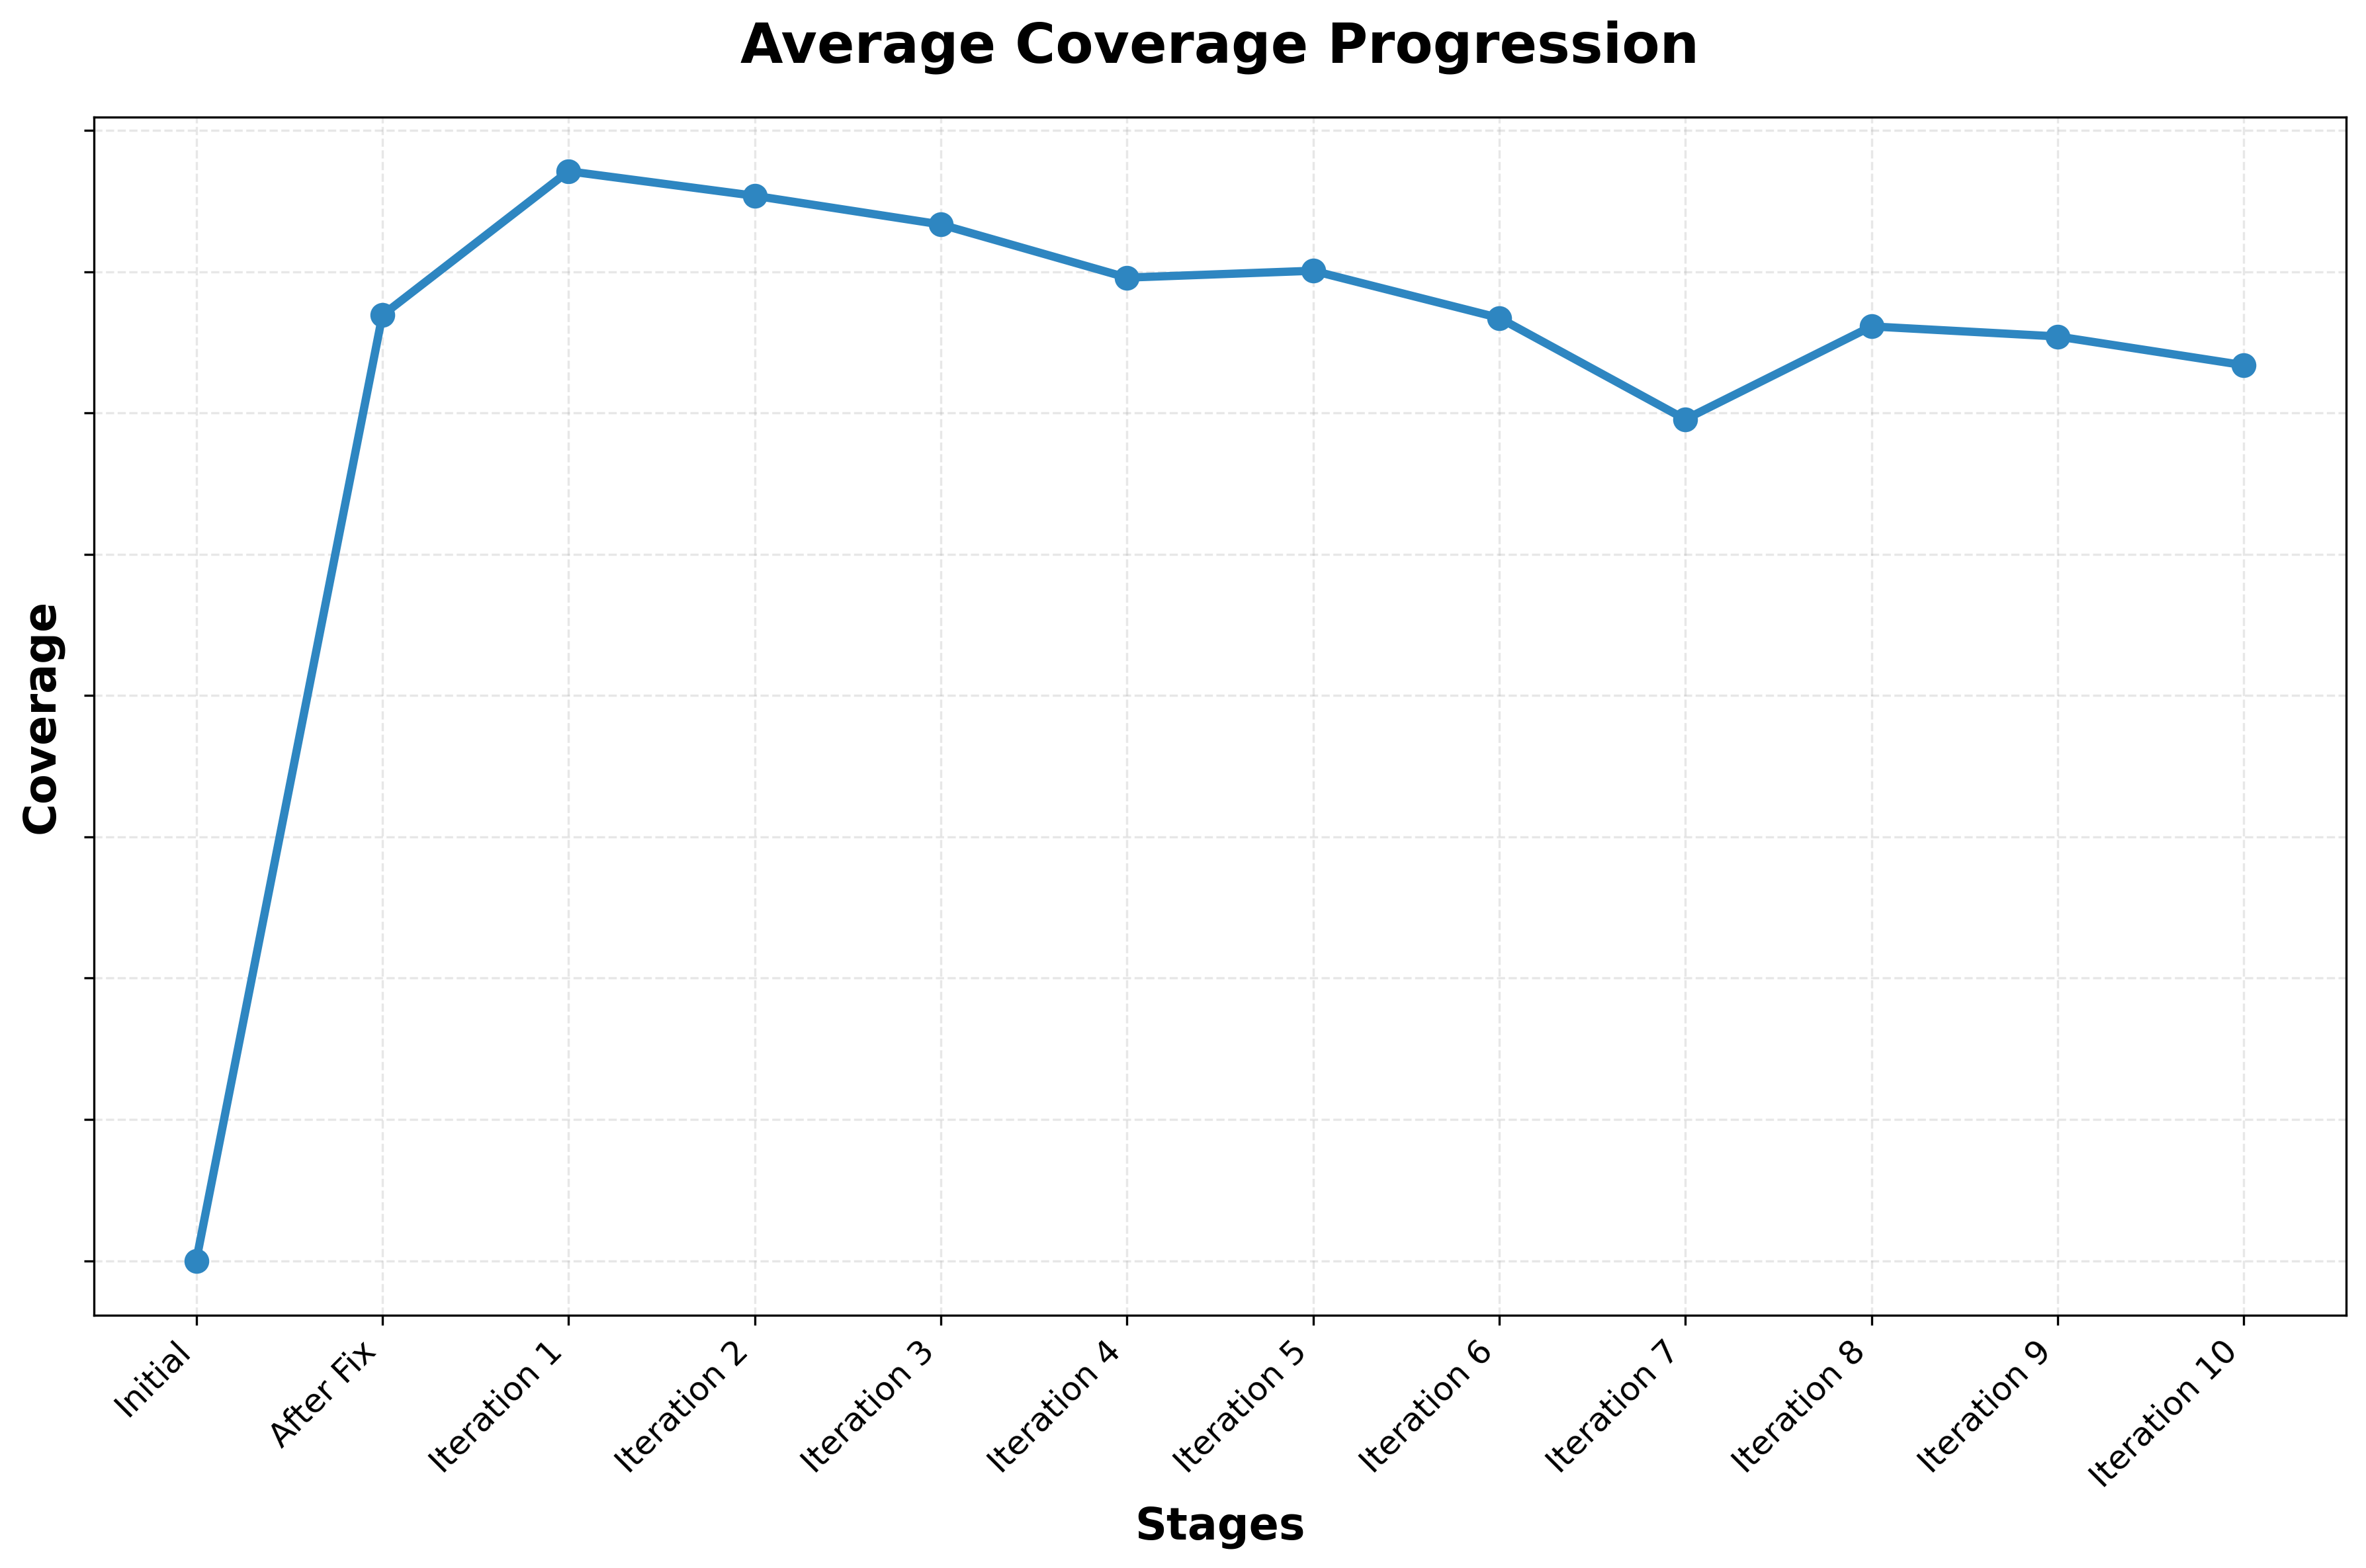 Average Coverage Progression
Coverage
Initial
After Fix
Iteration 1
Iteration 2
Iteration 3
Iteration 4
Iteration 5
Iteration 6
Iteration 7
Iteration 8
Iteration 9
Iteration 10
Stages